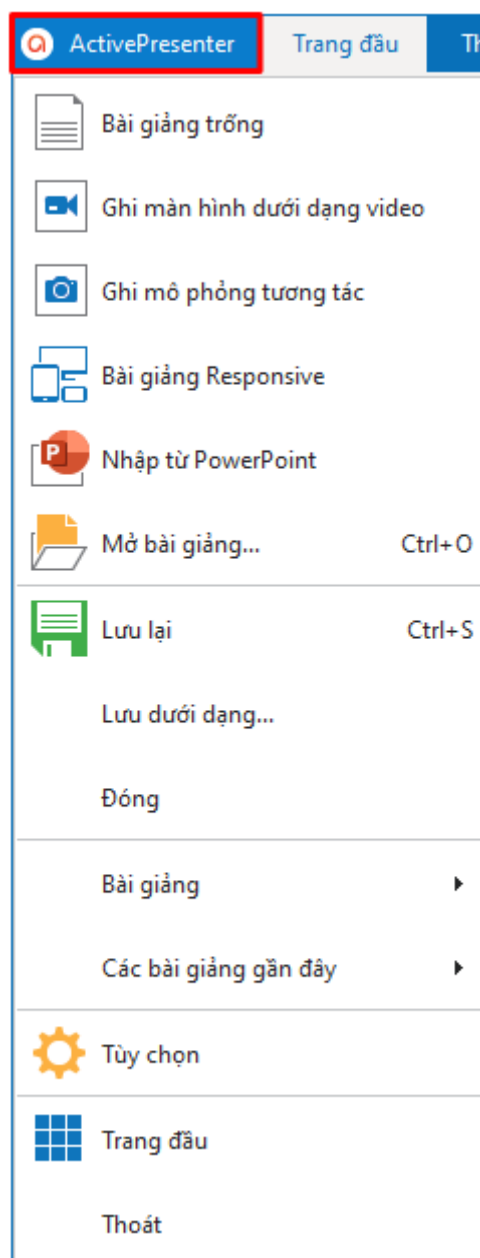 ActivePresenter Trang đầu Th
Bài giảng trống
Ghi màn hình dưới dạng video
Ghi mô phỏng tương tác
Bài giảng Responsive
Nhập từ PowerPoint
Mở bài giảng... Ctrl+O
Lưu lại Ctrl+S
Lưu dưới dạng...
Đóng
Bài giảng
Các bài giảng gần đây
Tùy chọn
Trang đầu
Thoát